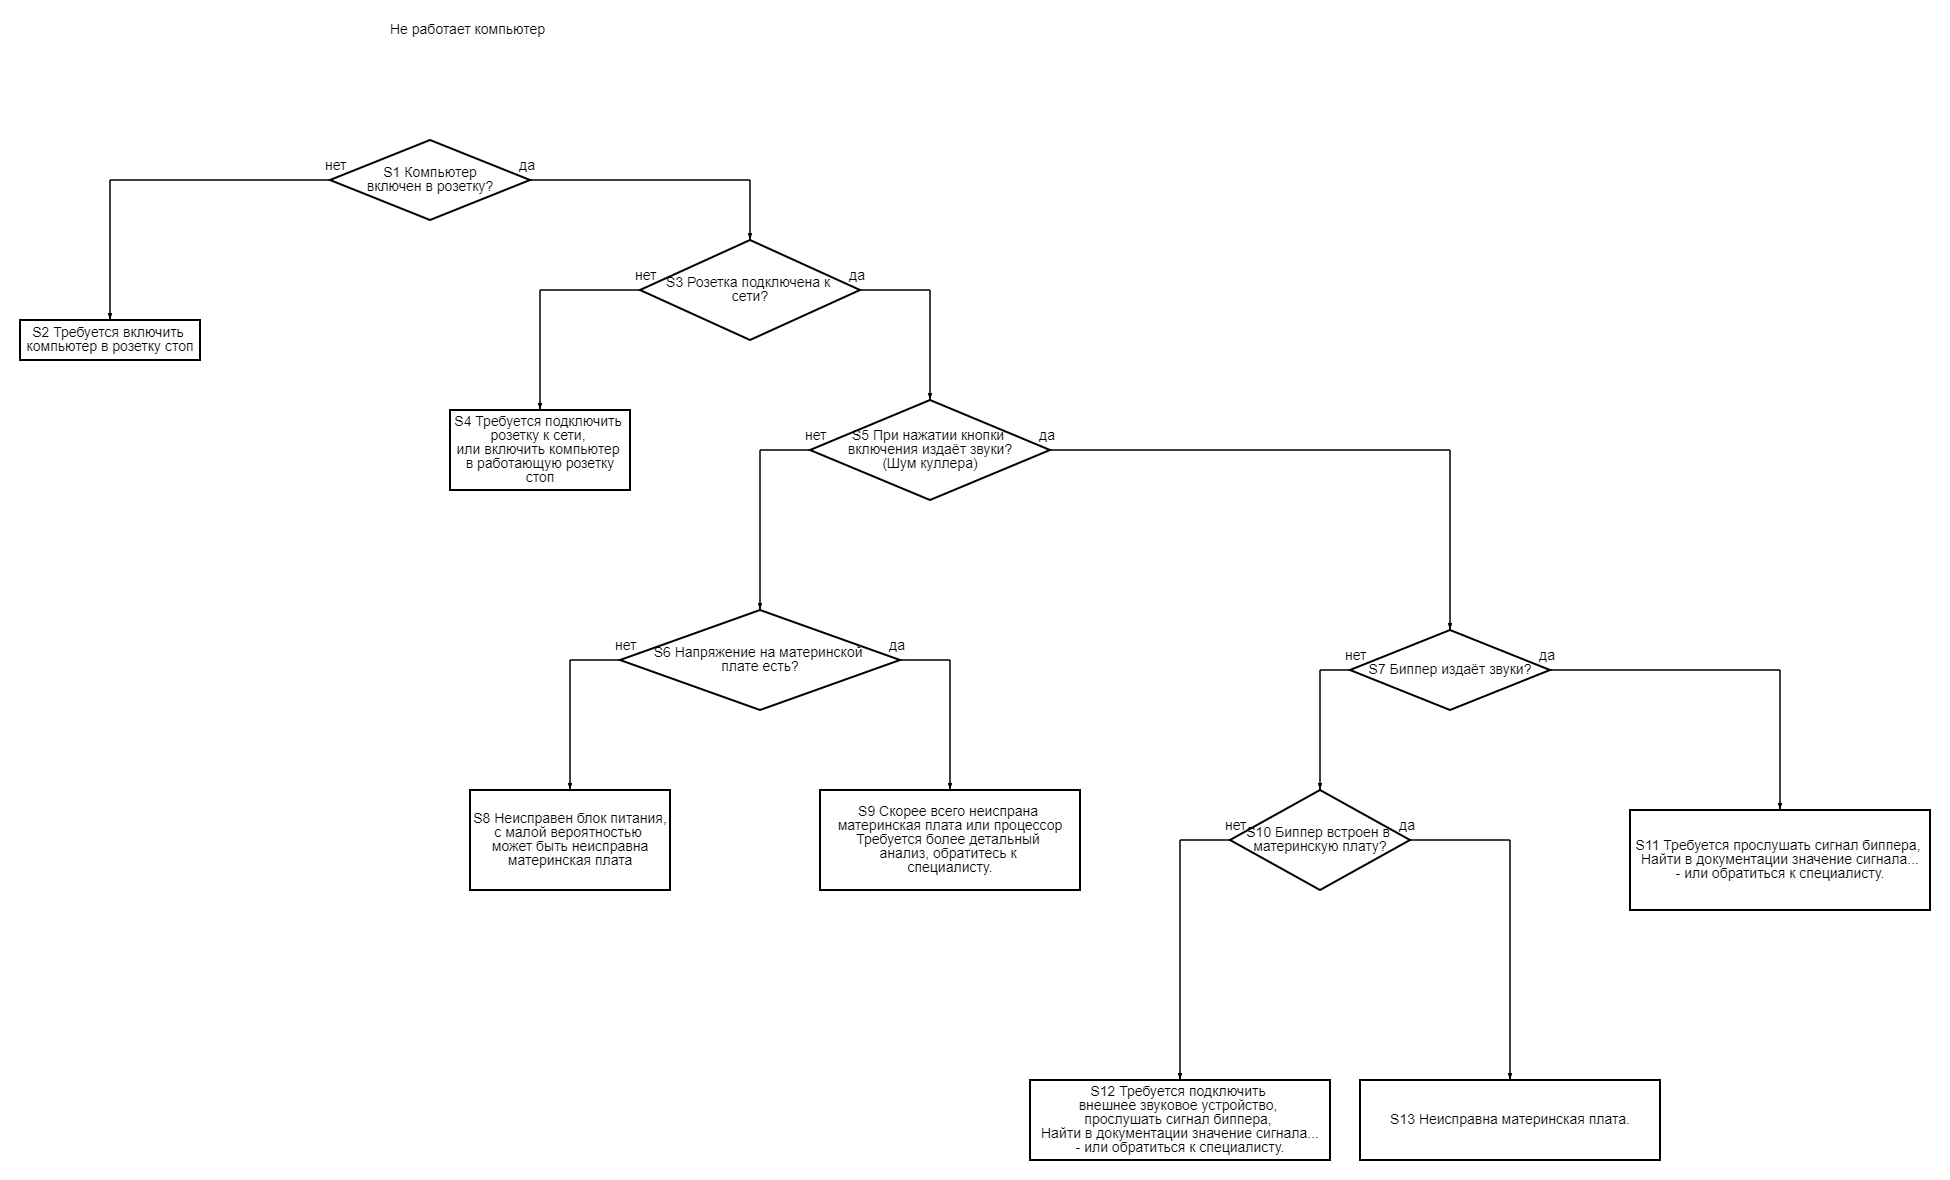 Не работает компьютер
нет
да
S1 Компьютер
включен в розетку?
нет
да
S3 Розетка подключена к
сети?
S2 Требуется включить
компьютер в розетку стоп
S4 Требуется подключить
розетку к сети,
или включить компьютер
в работающую розетку
стоп
нет
да
S5 При нажатии кнопки
включения издаёт звуки?
(Шум куллера)
нет
да
S6 Напряжение на материнской
плате есть?
нет
да
S7 Биппер издаёт звуки?
S8 Неисправен блок питания,
с малой вероятностью
может быть неисправна
материнская плата
S9 Скорее всего неиспрана
материнская плата или процессор
Требуется более детальный
анализ, обратитесь к
специалисту.
нет
да
S10 Биппер встроен в
материнскую плату?
S11 Требуется прослушать сигнал биппера,
Найти в документации значение сигнала...
- или обратиться к специалисту.
S12 Требуется подключить
внешнее звуковое устройство,
прослушать сигнал биппера,
Найти в документации значение сигнала...
- или обратиться к специалисту.
S13 Неисправна материнская плата.